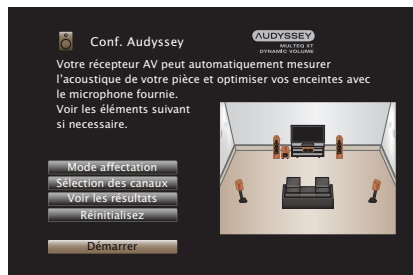 Conf. Audyssey
AUDYSSEY
MULTEQ XT
DYNAMIC VOLUME
Votre récepteur AV peut automatiquement mesurer
l'acoustique de votre pièce et optimiser vos enceintes avec
le microphone fournie.
Voir les éléments suivant
si necessaire.
Mode affectation
Sélection des canaux
Voir les résultats
Réinitialisez
Démarrer